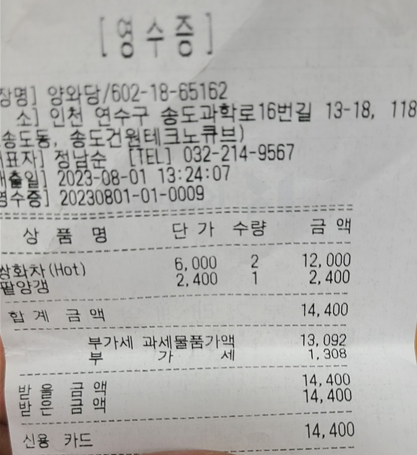 [영수증]
장명] 양와당/602-18-65162
소] 인천 연수구 송도과학로16번길 13-18, 118
송도동, 송도건원테크노큐브)
표자] 정남순 [TEL] 032-214-9567
매출일] 2023-08-01 13:24:07
영수증] 20230801-01-0009
상 품 명 단 가 수량 금 액
쌍화차(Hot) 6,000 2 12,000
팥양갱 2,400 1 2,400
합계 금액 14,400
부가세 과세물품가액 13,092
부 가 세 1,308
받을금액 14,400
받은금액 14,400
신용 카드 14,400